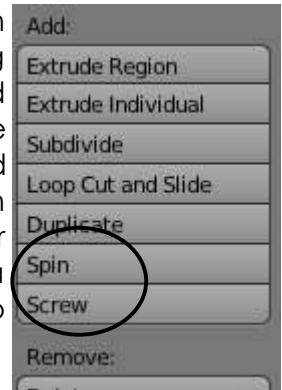 Add:
Extrude Region
Extrude Individual
Subdivide
Loop Cut and Slide
Duplicate
Spin
Screw
Remove: